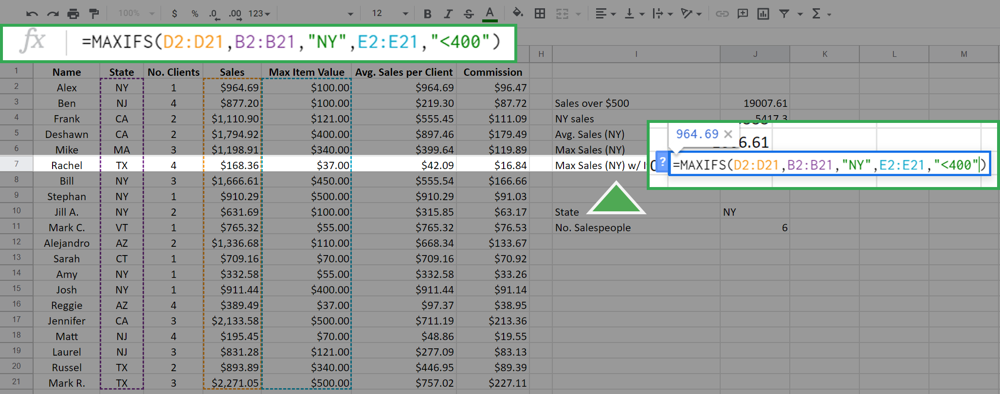 100% $ % .0 .00 123 12 B I S A Σ
fx =MAXIFS(D2:D21,B2:B21,"NY",E2:E21,"<400")
H I J K L M
1 Name State No. Clients Sales Max Item Value Avg. Sales per Client Commission
2 Alex NY 1 $964.69 $100.00 $964.69 $96.47
3 Ben NJ 4 $877.20 $100.00 $219.30 $87.72 Sales over $500 19007.61
4 Frank CA 2 $1,110.90 $121.00 $555.45 $111.09 NY sales 5417.3
5 Deshawn CA 2 $1,794.92 $400.00 $897.46 $179.49 Avg. Sales (NY) 964.69 ×
6 Mike MA 3 $1,198.91 $340.00 $399.64 $119.89 Max Sales (NY) 6.61
7 Rachel TX 4 $168.36 $37.00 $42.09 $16.84 Max Sales (NY) w/ ? =MAXIFS(D2:D21,B2:B21,"NY",E2:E21,"<400")
8 Bill NY 3 $1,666.61 $450.00 $555.54 $166.66
9 Stephan NY 1 $910.29 $500.00 $910.29 $91.03
10 Jill A. NY 2 $631.69 $100.00 $315.85 $63.17 State NY
11 Mark C. VT 1 $765.32 $55.00 $765.32 $76.53 No. Salespeople 6
12 Alejandro AZ 2 $1,336.68 $110.00 $668.34 $133.67
13 Sarah CT 1 $709.16 $70.00 $709.16 $70.92
14 Amy NY 1 $332.58 $55.00 $332.58 $33.26
15 Josh NY 1 $911.44 $400.00 $911.44 $91.14
16 Reggie AZ 4 $389.49 $37.00 $97.37 $38.95
17 Jennifer CA 3 $2,133.58 $500.00 $711.19 $213.36
18 Matt NJ 4 $195.45 $70.00 $48.86 $19.55
19 Laurel NJ 3 $831.28 $121.00 $277.09 $83.13
20 Russel TX 2 $893.89 $340.00 $446.95 $89.39
21 Mark R. TX 3 $2,271.05 $500.00 $757.02 $227.11